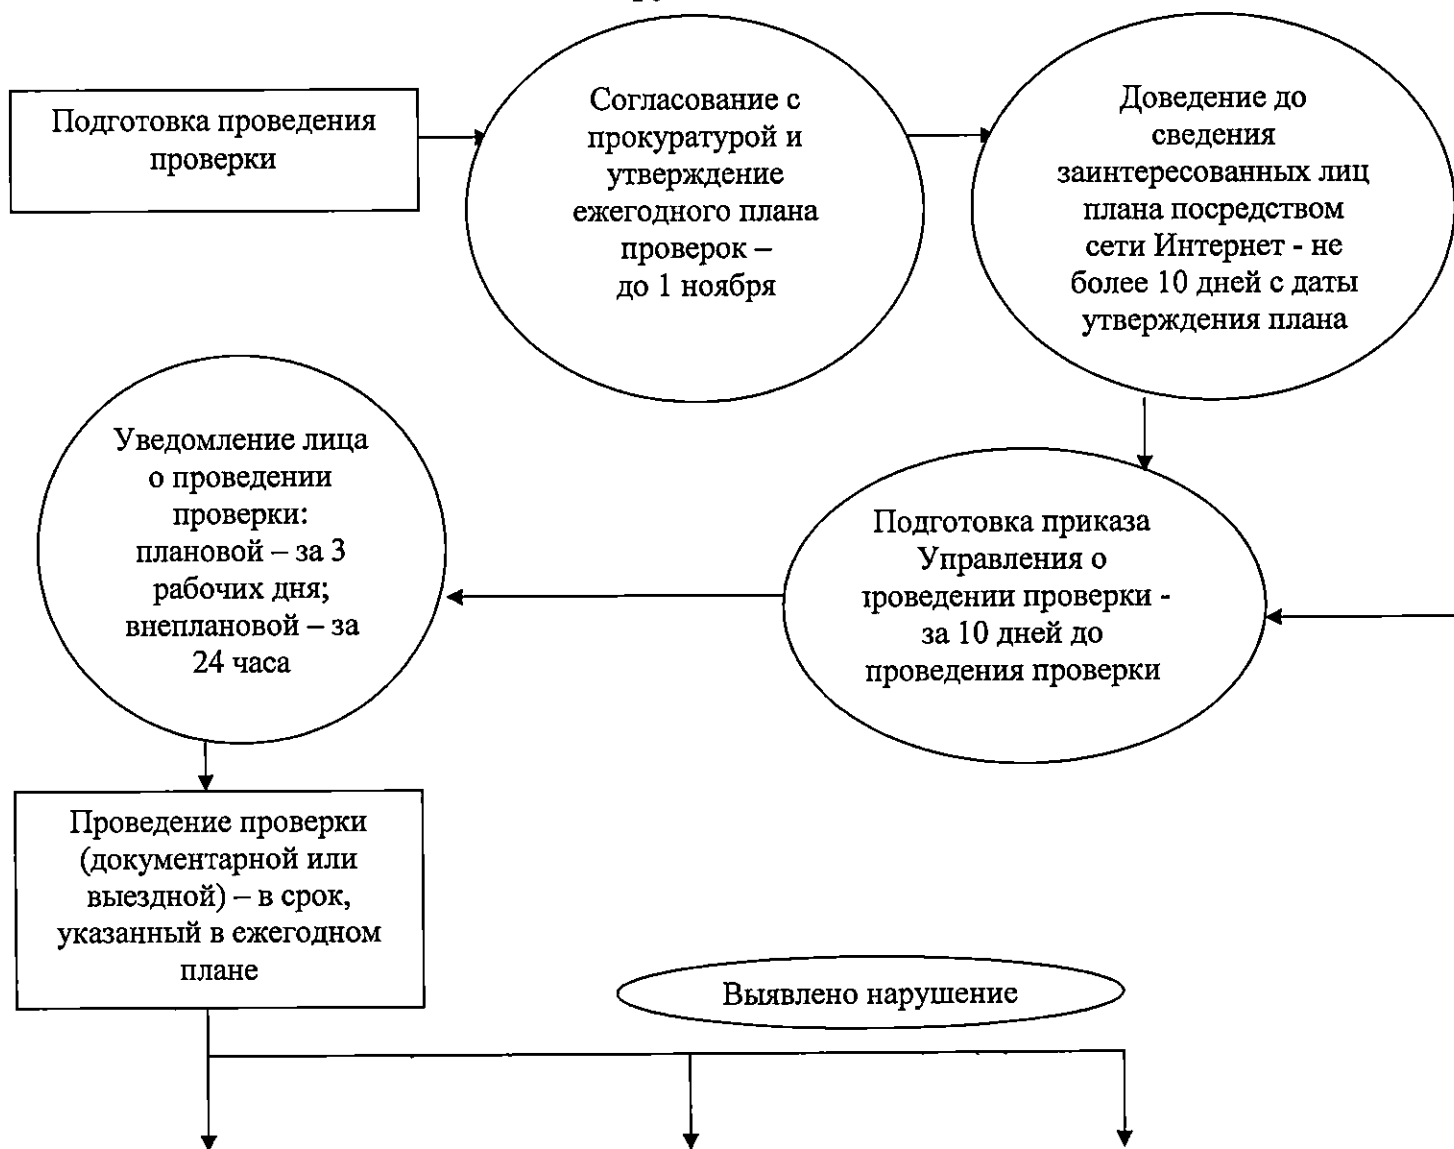 Подготовка проведения
проверки
Согласование с
прокуратурой и
утверждение
ежегодного плана
проверок –
до 1 ноября
Доведение до
сведения
заинтересованных лиц
плана посредством
сети Интернет - не
более 10 дней с даты
утверждения плана
Подготовка приказа
Управления о
проведении проверки -
за 10 дней до
проведения проверки
Уведомление лица
о проведении
проверки:
плановой – за 3
рабочих дня;
внеплановой – за
24 часа
Проведение проверки
(документарной или
выездной) – в срок,
указанный в ежегодном
плане
Выявлено нарушение